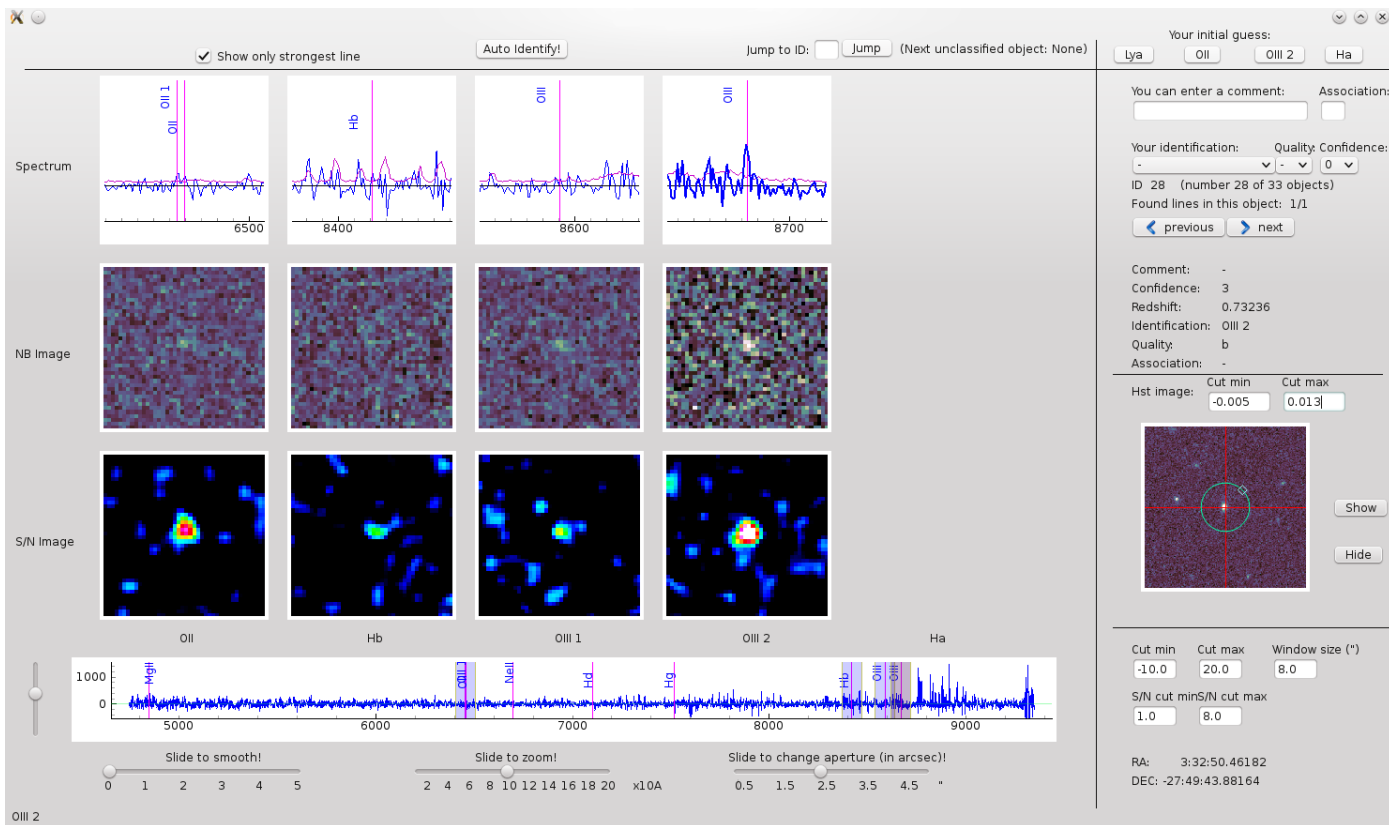 Your initial guess:
Show only strongest line
Auto Identify!
Jump to ID:
Jump
(Next unclassified object: None)
Lya
OII
OIII 2
Ha
You can enter a comment:
Association:
OII 1
OII
Hb
OIII
OIII
Spectrum
6500
8400
8600
8700
Your identification:
Quality:
Confidence:
-
-
0
ID 28 (number 28 of 33 objects)
Found lines in this object: 1/1
previous
next
Comment: -
Confidence: 3
Redshift: 0.73236
Identification: OIII 2
Quality: b
Association: -
NB Image
Hst image:
Cut min
Cut max
-0.005
0.013
Show
Hide
S/N Image
OII
Hb
OIII 1
OIII 2
Ha
1000
0
MgII
NeII
Hd
Hg
Hb
OIII
OIII
5000
6000
7000
8000
9000
Cut min
Cut max
Window size (")
-10.0
20.0
8.0
S/N cut min
S/N cut max
1.0
8.0
Slide to smooth!
0 1 2 3 4 5
Slide to zoom!
2 4 6 8 10 12 14 16 18 20 x10A
Slide to change aperture (in arcsec)!
0.5 1.5 2.5 3.5 4.5 "
RA: 3:32:50.46182
DEC: -27:49:43.88164
OIII 2